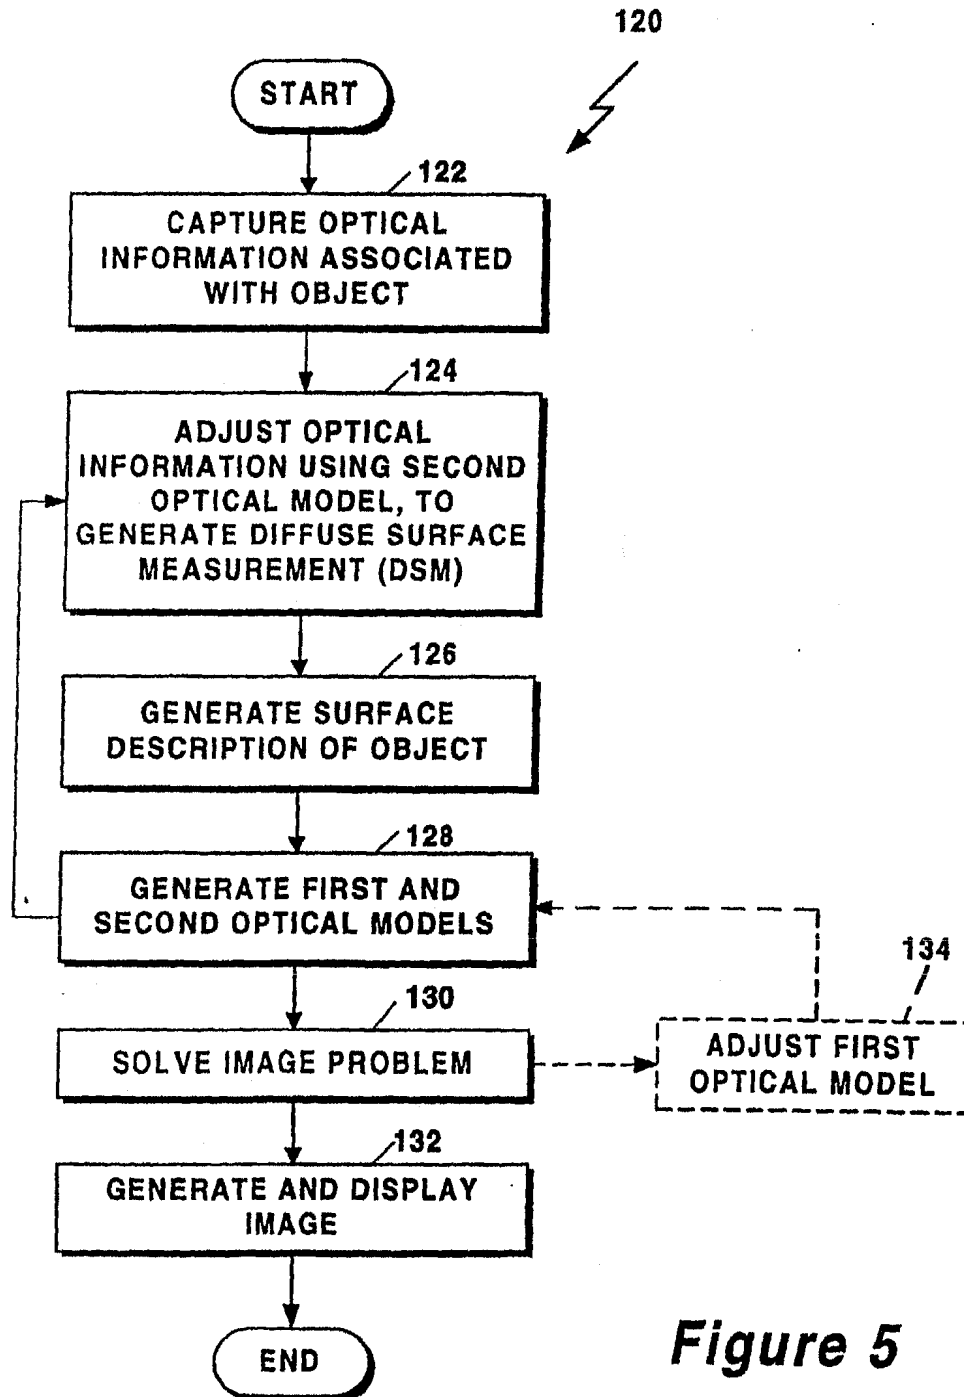 120
START
122
CAPTURE OPTICAL
INFORMATION ASSOCIATED
WITH OBJECT
124
ADJUST OPTICAL
INFORMATION USING SECOND
OPTICAL MODEL, TO
GENERATE DIFFUSE SURFACE
MEASUREMENT (DSM)
126
GENERATE SURFACE
DESCRIPTION OF OBJECT
128
GENERATE FIRST AND
SECOND OPTICAL MODELS
134
ADJUST FIRST
OPTICAL MODEL
130
SOLVE IMAGE PROBLEM
132
GENERATE AND DISPLAY
IMAGE
END
Figure 5